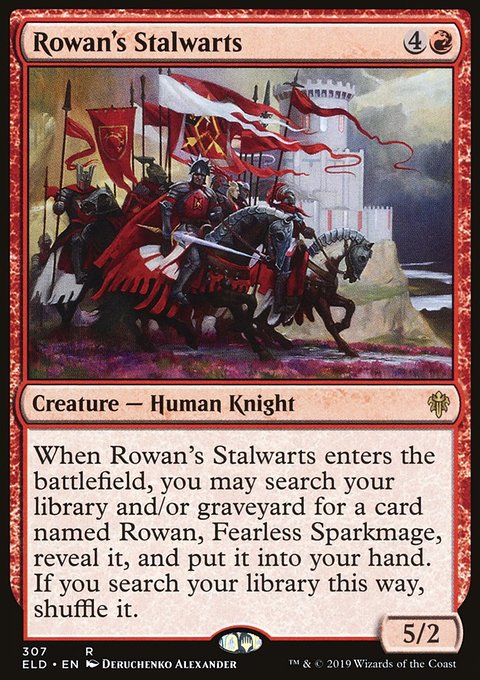 Rowan's Stalwarts 4
Creature — Human Knight
When Rowan's Stalwarts enters the
battlefield, you may search your
library and/or graveyard for a card
named Rowan, Fearless Sparkmage,
reveal it, and put it into your hand.
If you search your library this way,
shuffle it.
5/2
307 R
ELD • EN Deruchenko Alexander
™ & © 2019 Wizards of the Coast